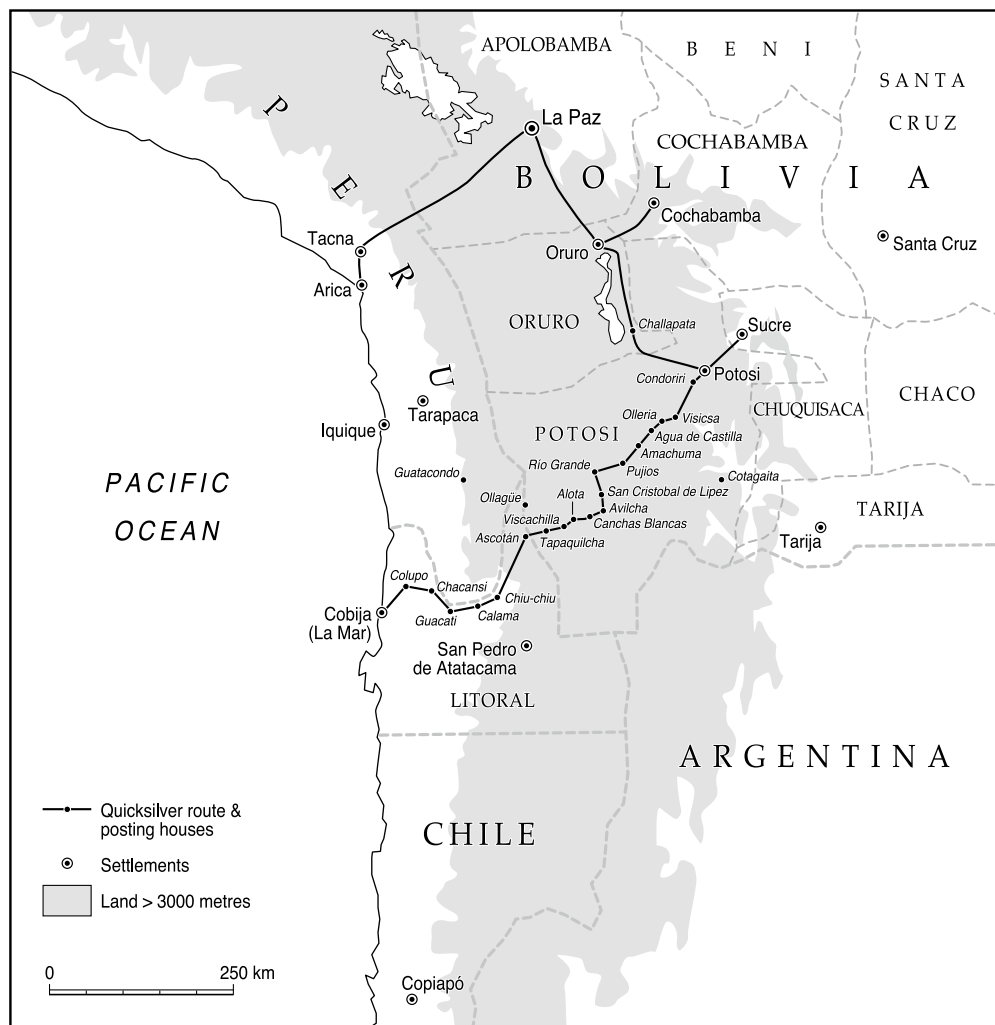 APOLOBAMBA
B E N I
SANTA
CRUZ
P E R U
La Paz
COCHABAMBA
B O L I V I A
Cochabamba
Tacna
Oruro
Santa Cruz
Arica
ORURO
Challapata
Sucre
Potosi
Condoriri
CHACO
Tarapaca
CHUQUISACA
Iquique
Olleria
Visicsa
POTOSI
Agua de Castilla
Amachuma
Río Grande
Pujios
Guatacondo
Cotagaita
PACIFIC
OCEAN
Ollagüe
Alota
San Cristobal de Lipez
TARIJA
Viscachilla
Avilcha
Canchas Blancas
Ascotán
Tapaquilcha
Tarija
Colupo
Chacansi
Chiu-chiu
Cobija
(La Mar)
Guacati
Calama
San Pedro
de Atatacama
LITORAL
ARGENTINA
Quicksilver route &
posting houses
CHILE
Settlements
Land > 3000 metres
0
250 km
Copiapó